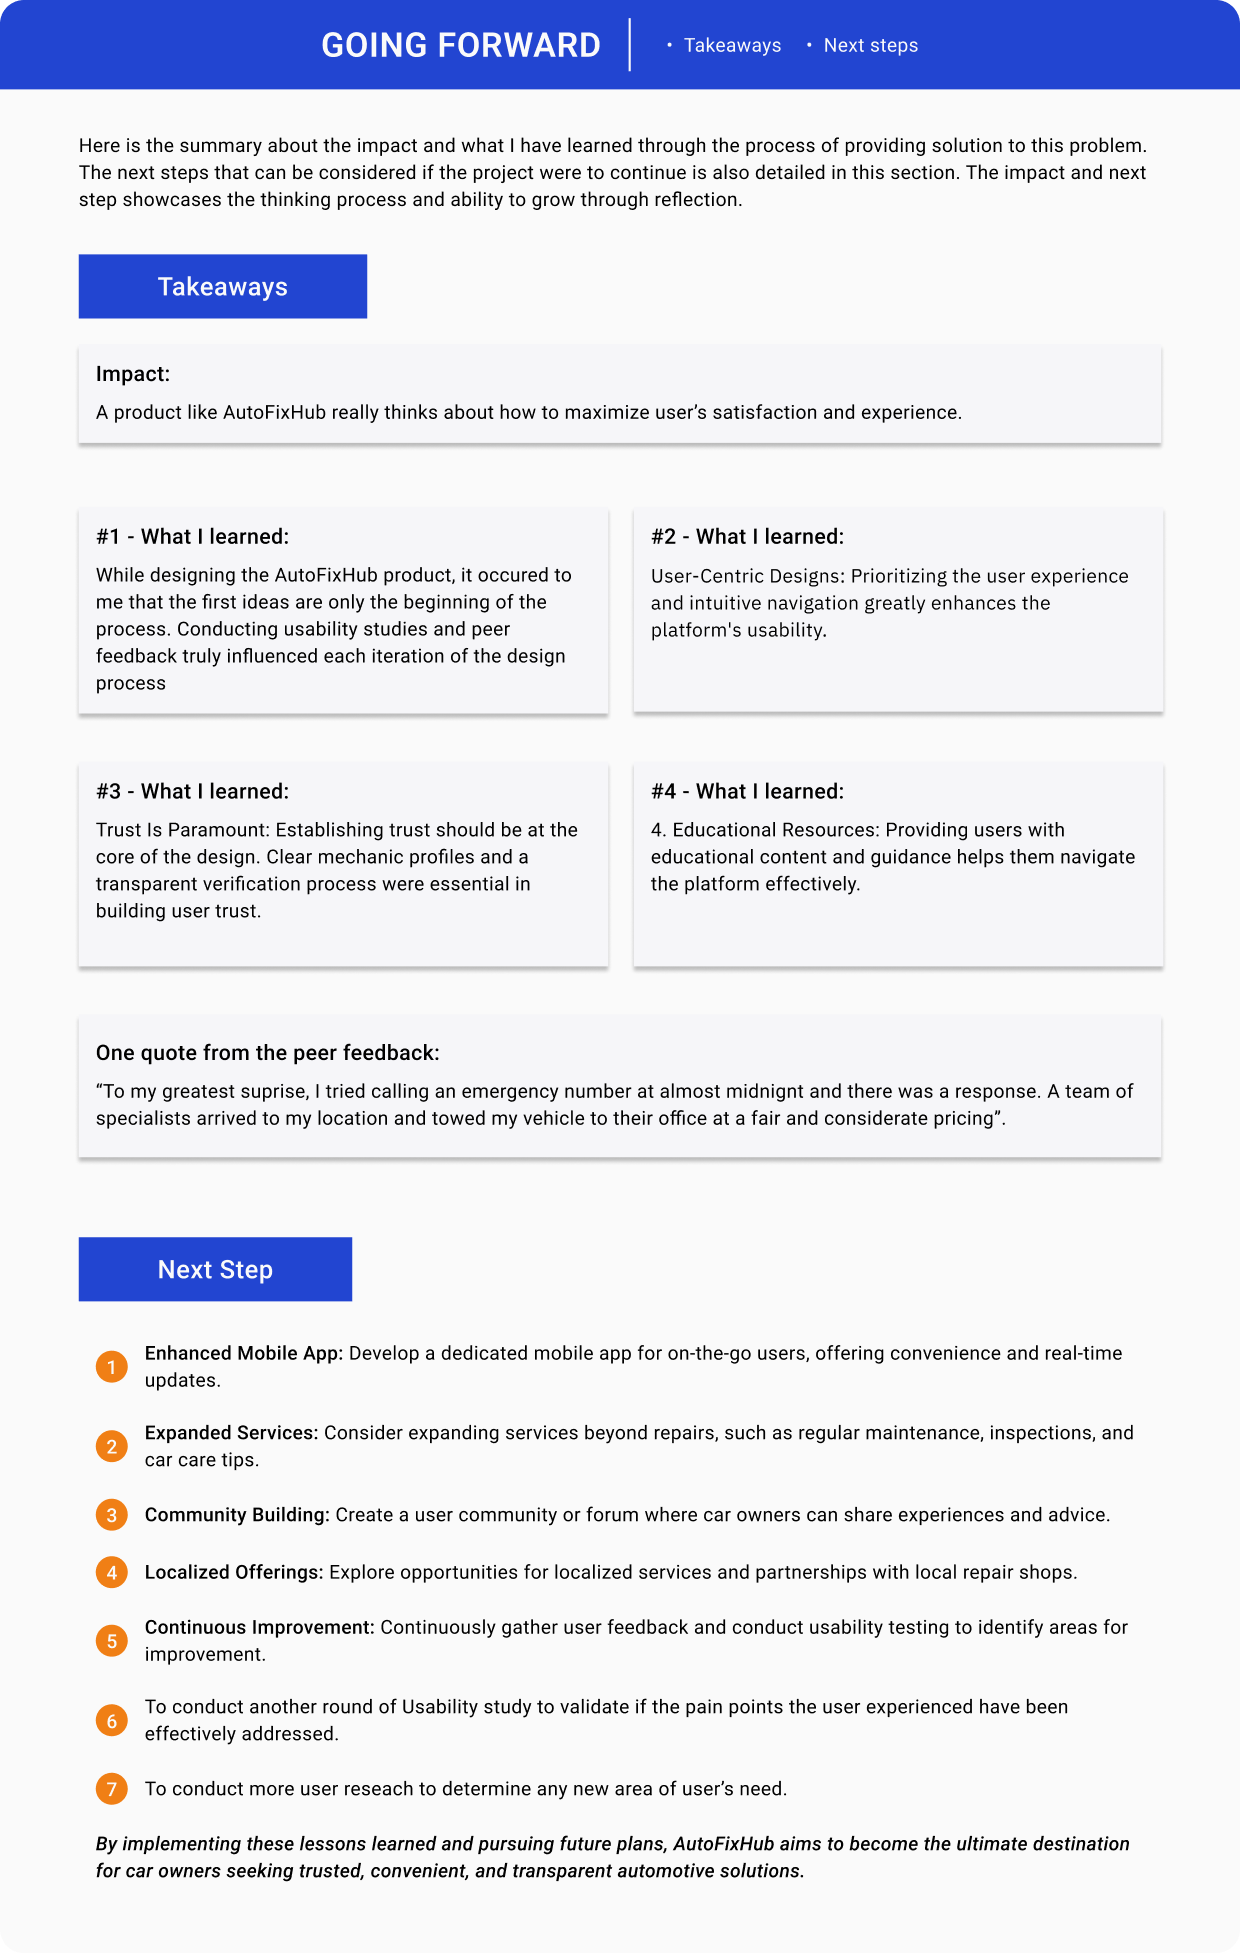 GOING FORWARD
• Takeaways • Next steps
Here is the summary about the impact and what I have learned through the process of providing solution to this problem.
The next steps that can be considered if the project were to continue is also detailed in this section. The impact and next
step showcases the thinking process and ability to grow through reflection.
Takeaways
Impact:
A product like AutoFixHub really thinks about how to maximize user’s satisfaction and experience.
#1 - What I learned:
While designing the AutoFixHub product, it occured to
me that the first ideas are only the beginning of the
process. Conducting usability studies and peer
feedback truly influenced each iteration of the design
process
#2 - What I learned:
User-Centric Designs: Prioritizing the user experience
and intuitive navigation greatly enhances the
platform's usability.
#3 - What I learned:
Trust Is Paramount: Establishing trust should be at the
core of the design. Clear mechanic profiles and a
transparent verification process were essential in
building user trust.
#4 - What I learned:
4. Educational Resources: Providing users with
educational content and guidance helps them navigate
the platform effectively.
One quote from the peer feedback:
“To my greatest suprise, I tried calling an emergency number at almost midnignt and there was a response. A team of
specialists arrived to my location and towed my vehicle to their office at a fair and considerate pricing”.
Next Step
1 Enhanced Mobile App: Develop a dedicated mobile app for on-the-go users, offering convenience and real-time
updates.
2 Expanded Services: Consider expanding services beyond repairs, such as regular maintenance, inspections, and
car care tips.
3 Community Building: Create a user community or forum where car owners can share experiences and advice.
4 Localized Offerings: Explore opportunities for localized services and partnerships with local repair shops.
5 Continuous Improvement: Continuously gather user feedback and conduct usability testing to identify areas for
improvement.
6 To conduct another round of Usability study to validate if the pain points the user experienced have been
effectively addressed.
7 To conduct more user reseach to determine any new area of user’s need.
By implementing these lessons learned and pursuing future plans, AutoFixHub aims to become the ultimate destination
for car owners seeking trusted, convenient, and transparent automotive solutions.